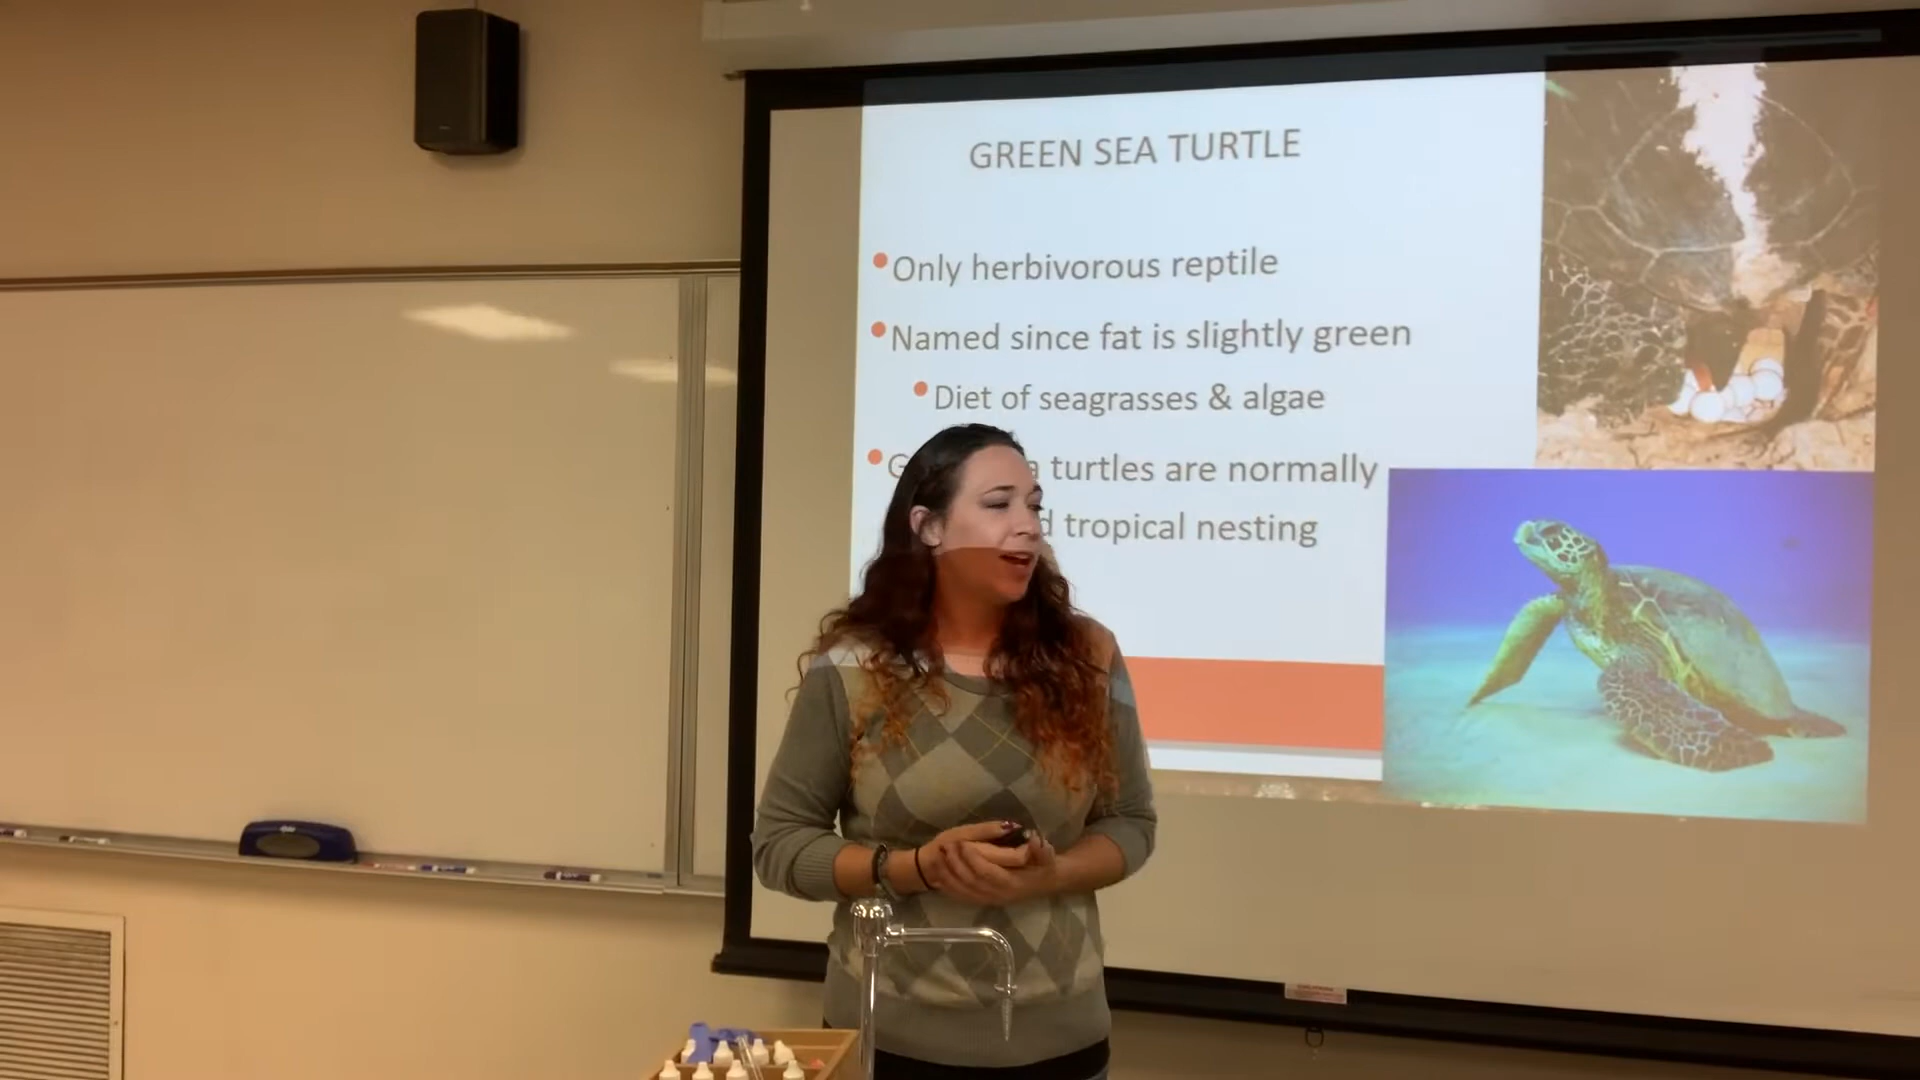 GREEN SEA TURTLE
Only herbivorous reptile
Named since fat is slightly green
Diet of seagrasses & algae
turtles are normally
tropical nesting